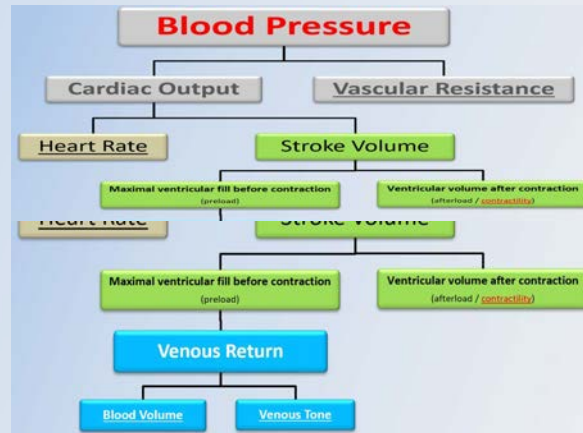 Blood Pressure
Cardiac Output
Vascular Resistance
Heart Rate
Stroke Volume
Maximal ventricular fill before contraction
(preload)
Ventricular volume after contraction
(afterload / contractility)
Heart Rate
Stroke Volume
Maximal ventricular fill before contraction
(preload)
Ventricular volume after contraction
(afterload / contractility)
Venous Return
Blood Volume
Venous Tone